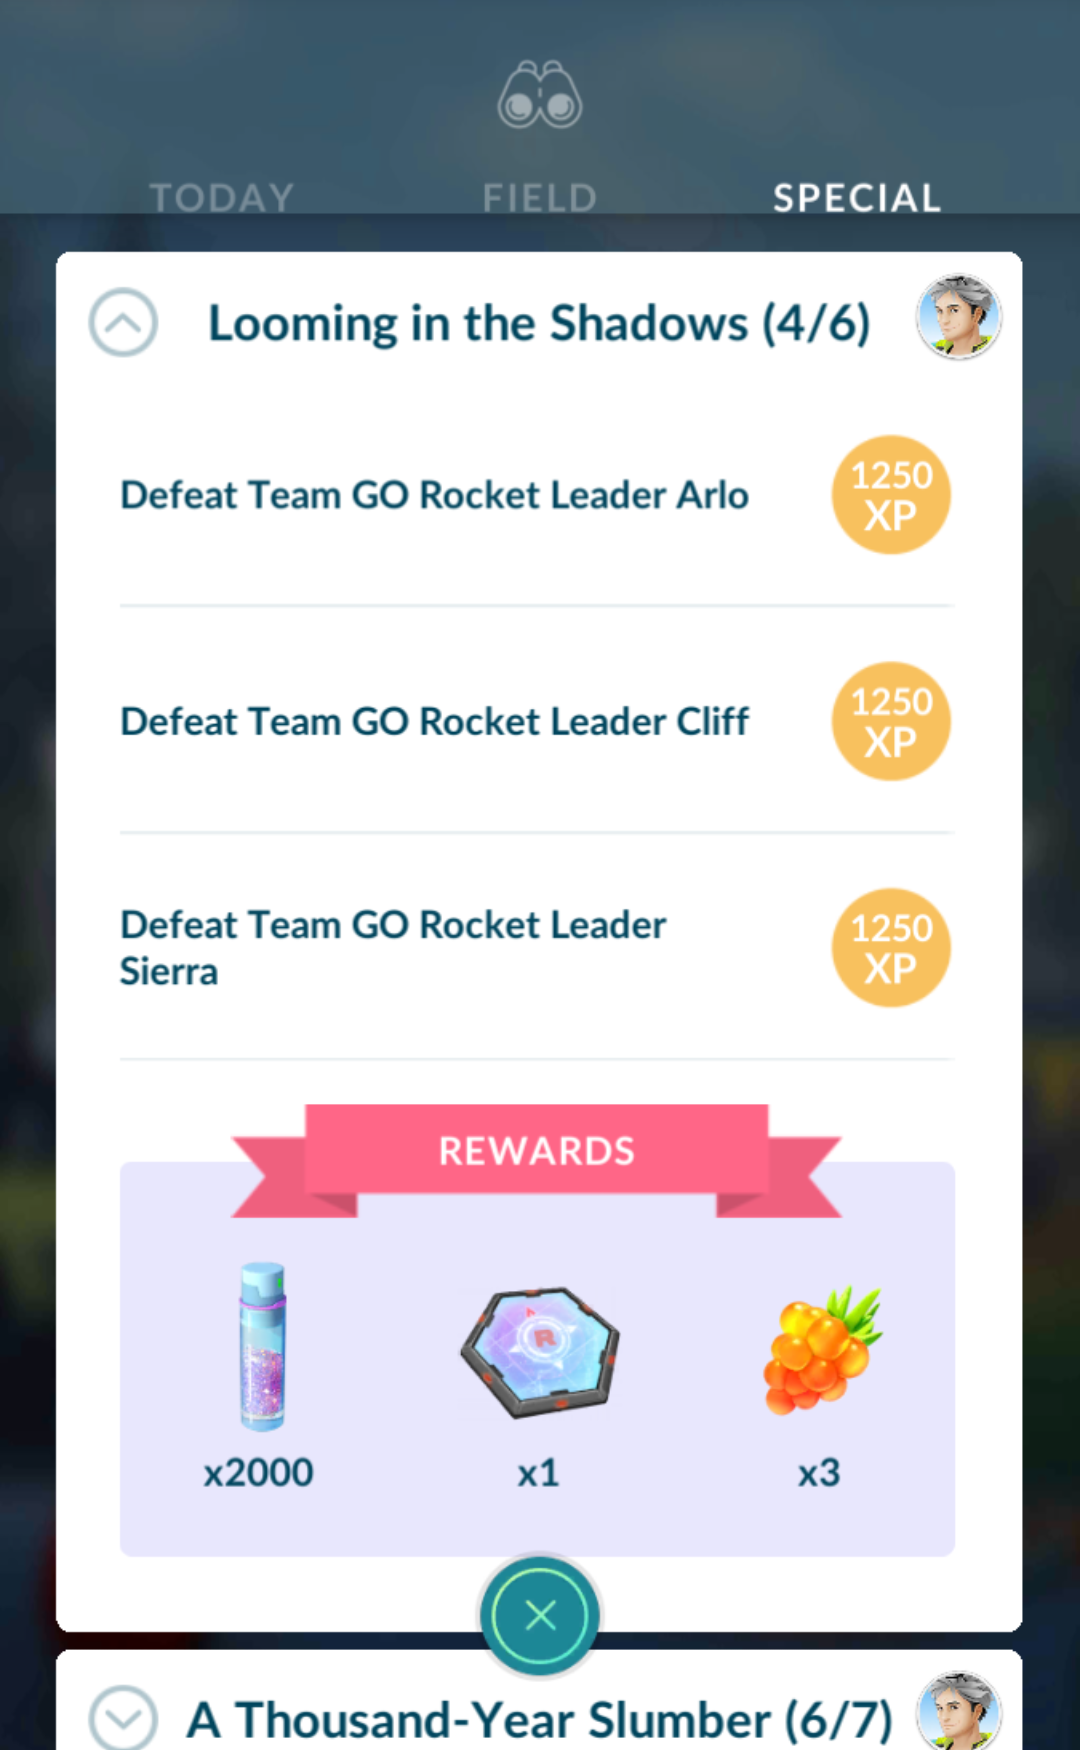 TODAY FIELD SPECIAL
Looming in the Shadows (4/6)
Defeat Team GO Rocket Leader Arlo
1250
XP
Defeat Team GO Rocket Leader Cliff
1250
XP
Defeat Team GO Rocket Leader
Sierra
1250
XP
REWARDS
R
x2000 x1 x3
A Thousand-Year Slumber (6/7)